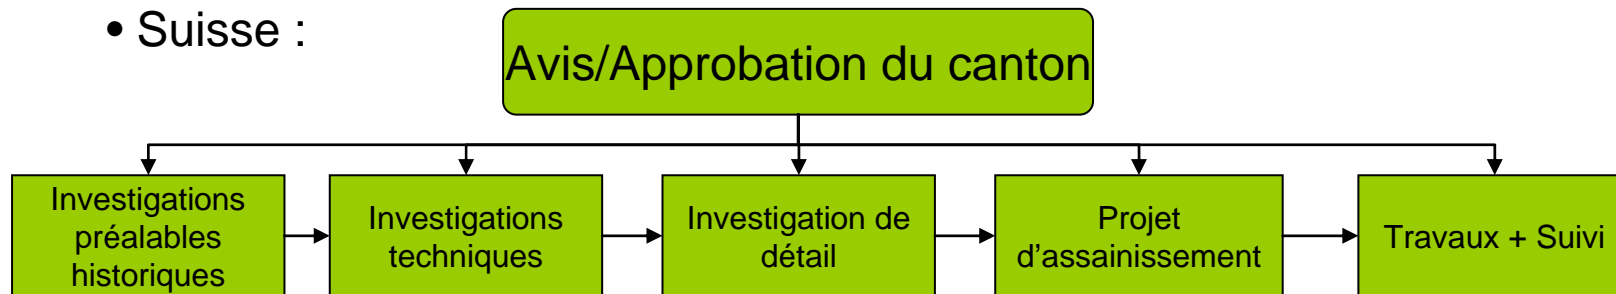 • Suisse :
Avis/Approbation du canton
Investigations
préalables
historiques
Investigations
techniques
Investigation de
détail
Projet
d’assainissement
Travaux + Suivi